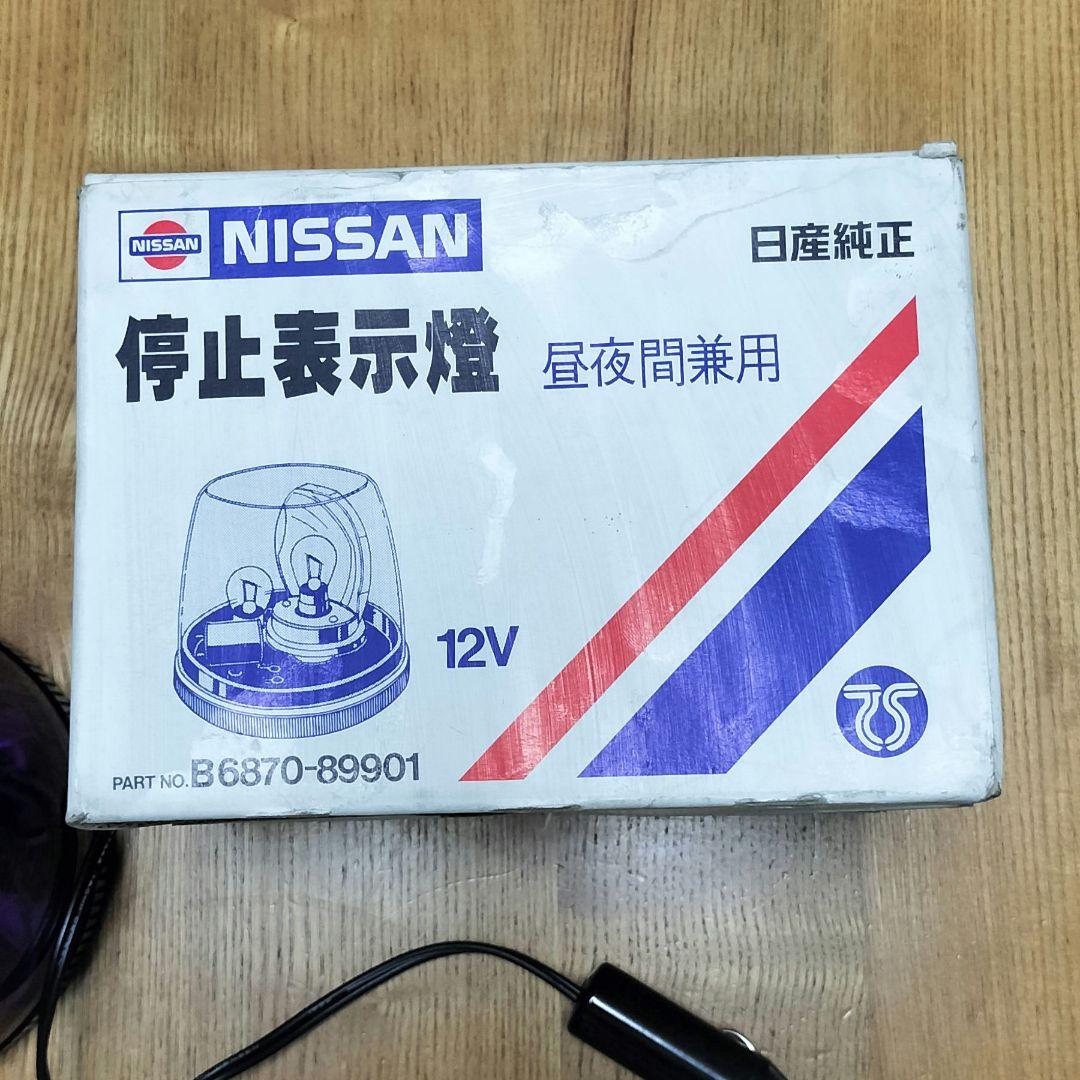 NISSAN NISSAN
日産純正
停止表示燈 昼夜間兼用
12V
PART NO. B6870-89901
TS